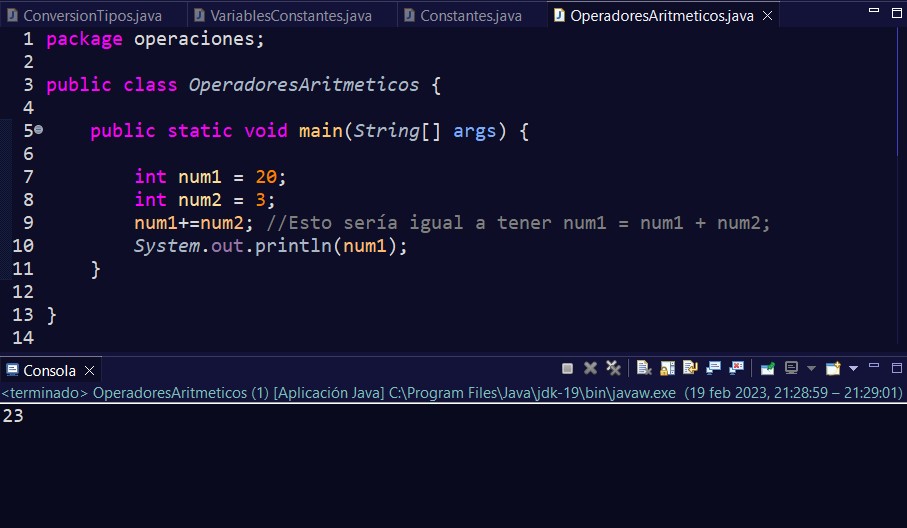 ConversionTipos.java VariablesConstantes.java Constantes.java OperadoresAritmeticos.java
1 package operaciones;
2
3 public class OperadoresAritmeticos {
4
5 public static void main(String[] args) {
6
7 int num1 = 20;
8 int num2 = 3;
9 num1+=num2; //Esto sería igual a tener num1 = num1 + num2;
10 System.out.println(num1);
11 }
12
13 }
14
Consola
<terminado> OperadoresAritmeticos (1) [Aplicación Java] C:\Program Files\Java\jdk-19\bin\javaw.exe (19 feb 2023, 21:28:59 – 21:29:01)
23